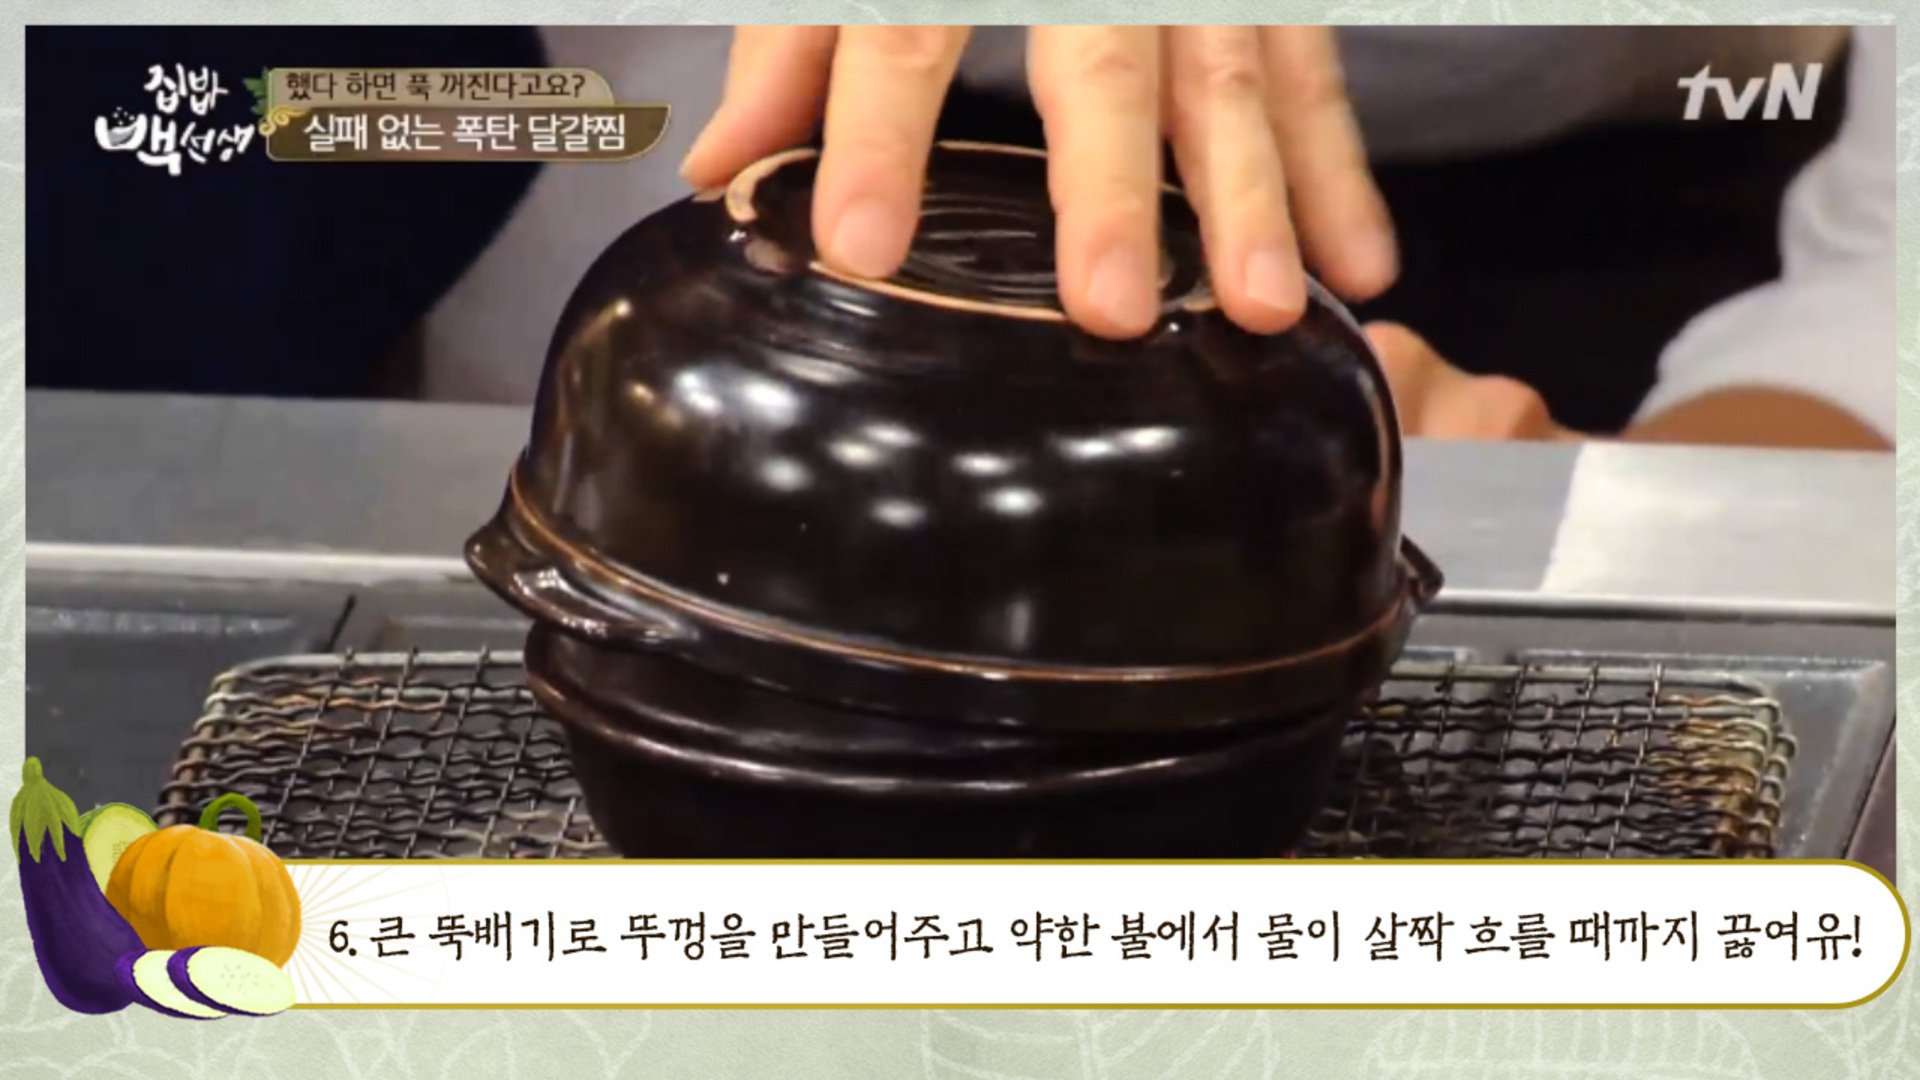 집밥
백선생
했다 하면 푹 꺼진다고요?
실패 없는 폭탄 달걀찜
tvN
6. 큰 뚝배기로 뚜껑을 만들어주고 약한 불에서 물이 살짝 흐를 때까지 끓여유!